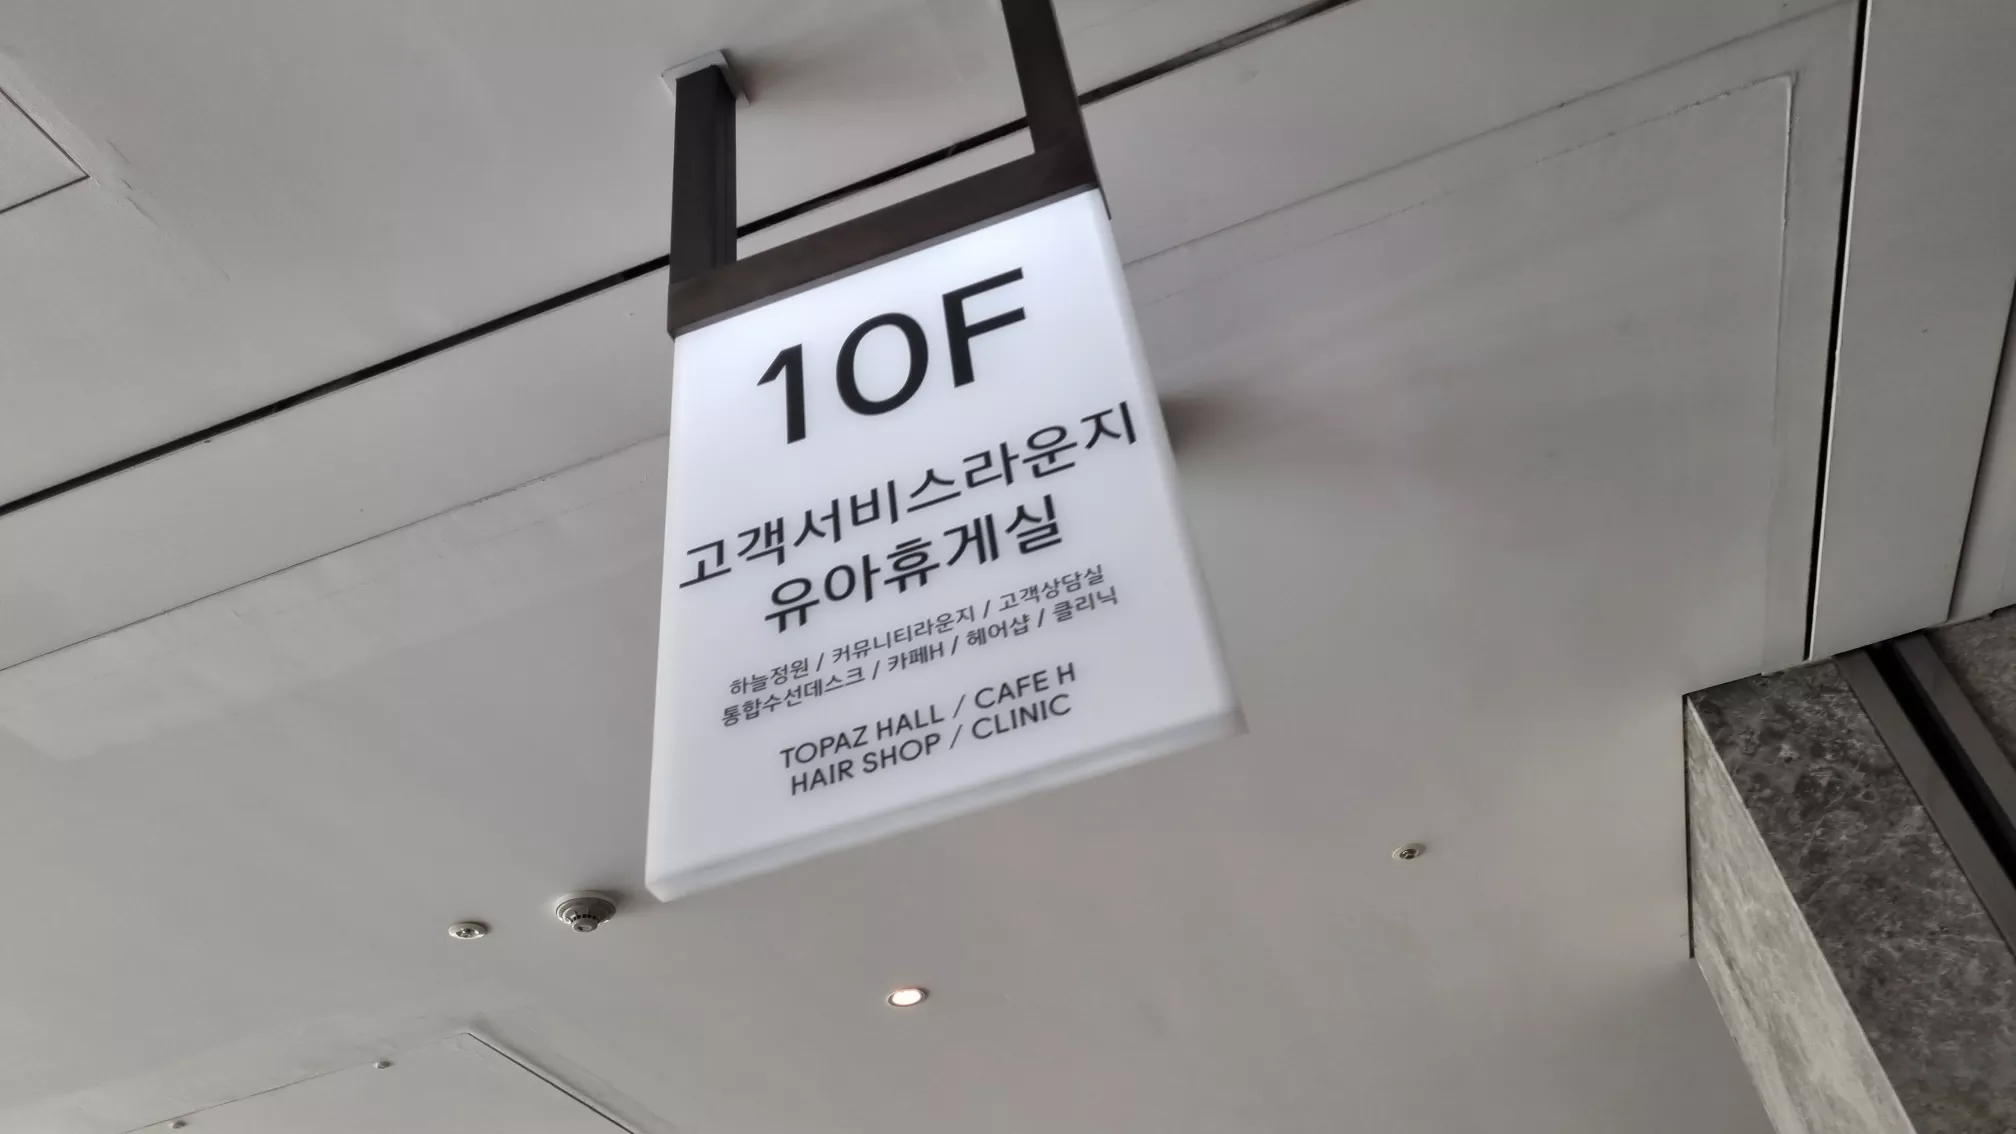 10F
고객서비스라운지
유아휴게실
하늘정원 / 커뮤니티라운지 / 고객상담실
통합수선데스크 / 카페H / 헤어샵 / 클리닉
TOPAZ HALL / CAFE H
HAIR SHOP / CLINIC